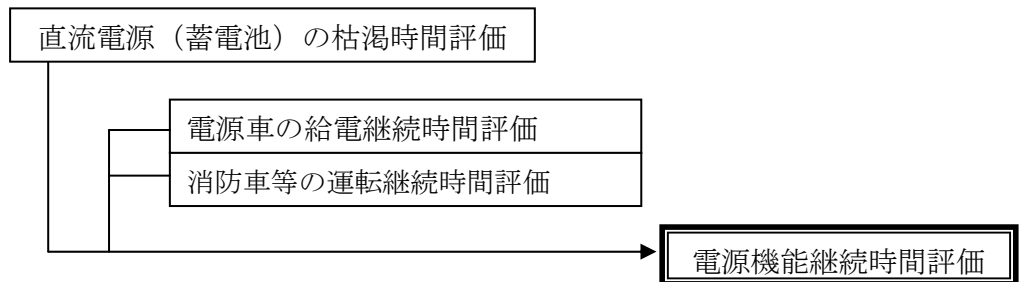 直流電源（蓄電池）の枯渇時間評価
電源車の給電継続時間評価
消防車等の運転継続時間評価
電源機能継続時間評価